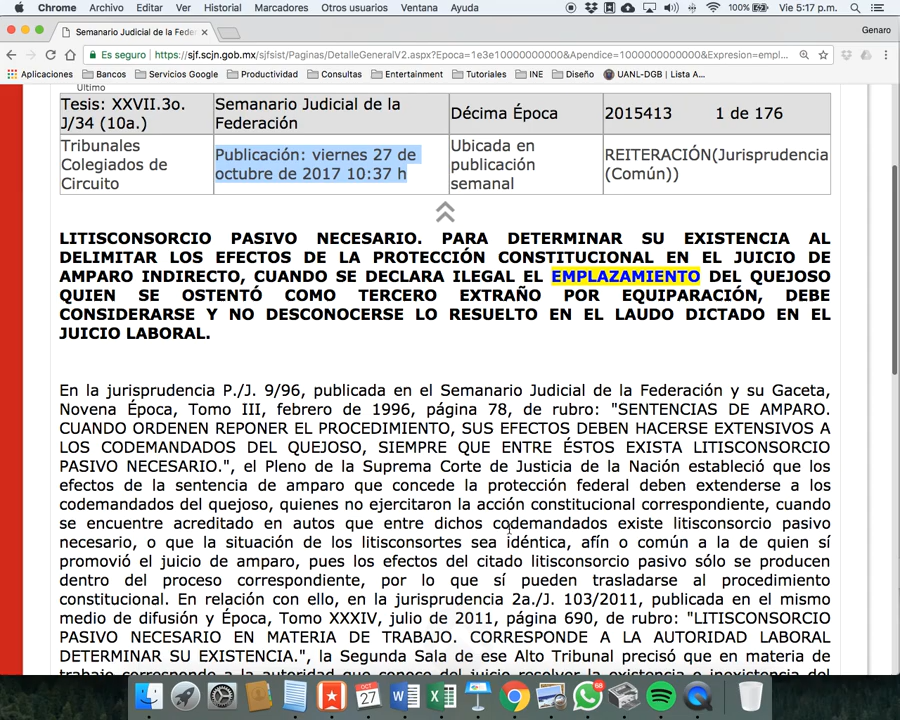 Chrome Archivo Editar Ver Historial Marcadores Otros usuarios Ventana Ayuda 100% Vie 5:17 p.m.
Semanario Judicial de la Fede Genaro
Es seguro https://sjf.scjn.gob.mx/sjfsist/Paginas/DetalleGeneralV2.aspx?Epoca=1e3e10000000000&Apendice=1000000000000&Expresion=empl...
Aplicaciones Bancos Servicios Google Productividad Consultas Entertainment Tutoriales INE Diseño UANL-DGB | Lista A...
Ultimo
Tesis: XXVII.3o. J/34 (10a.)
Semanario Judicial de la Federación
Décima Época
2015413 1 de 176
Tribunales Colegiados de Circuito
Publicación: viernes 27 de octubre de 2017 10:37 h
Ubicada en publicación semanal
REITERACIÓN(Jurisprudencia (Común))
LITISCONSORCIO PASIVO NECESARIO. PARA DETERMINAR SU EXISTENCIA AL
DELIMITAR LOS EFECTOS DE LA PROTECCIÓN CONSTITUCIONAL EN EL JUICIO DE
AMPARO INDIRECTO, CUANDO SE DECLARA ILEGAL EL EMPLAZAMIENTO DEL QUEJOSO
QUIEN SE OSTENTÓ COMO TERCERO EXTRAÑO POR EQUIPARACIÓN, DEBE
CONSIDERARSE Y NO DESCONOCERSE LO RESUELTO EN EL LAUDO DICTADO EN EL
JUICIO LABORAL.
En la jurisprudencia P./J. 9/96, publicada en el Semanario Judicial de la Federación y su Gaceta,
Novena Época, Tomo III, febrero de 1996, página 78, de rubro: "SENTENCIAS DE AMPARO.
CUANDO ORDENEN REPONER EL PROCEDIMIENTO, SUS EFECTOS DEBEN HACERSE EXTENSIVOS A
LOS CODEMANDADOS DEL QUEJOSO, SIEMPRE QUE ENTRE ÉSTOS EXISTA LITISCONSORCIO
PASIVO NECESARIO.", el Pleno de la Suprema Corte de Justicia de la Nación estableció que los
efectos de la sentencia de amparo que concede la protección federal deben extenderse a los
codemandados del quejoso, quienes no ejercitaron la acción constitucional correspondiente, cuando
se encuentre acreditado en autos que entre dichos codemandados existe litisconsorcio pasivo
necesario, o que la situación de los litisconsortes sea idéntica, afín o común a la de quien sí
promovió el juicio de amparo, pues los efectos del citado litisconsorcio pasivo sólo se producen
dentro del proceso correspondiente, por lo que sí pueden trasladarse al procedimiento
constitucional. En relación con ello, en la jurisprudencia 2a./J. 103/2011, publicada en el mismo
medio de difusión y Época, Tomo XXXIV, julio de 2011, página 690, de rubro: "LITISCONSORCIO
PASIVO NECESARIO EN MATERIA DE TRABAJO. CORRESPONDE A LA AUTORIDAD LABORAL
DETERMINAR SU EXISTENCIA.", la Segunda Sala de ese Alto Tribunal precisó que en materia de
OCT
27
68